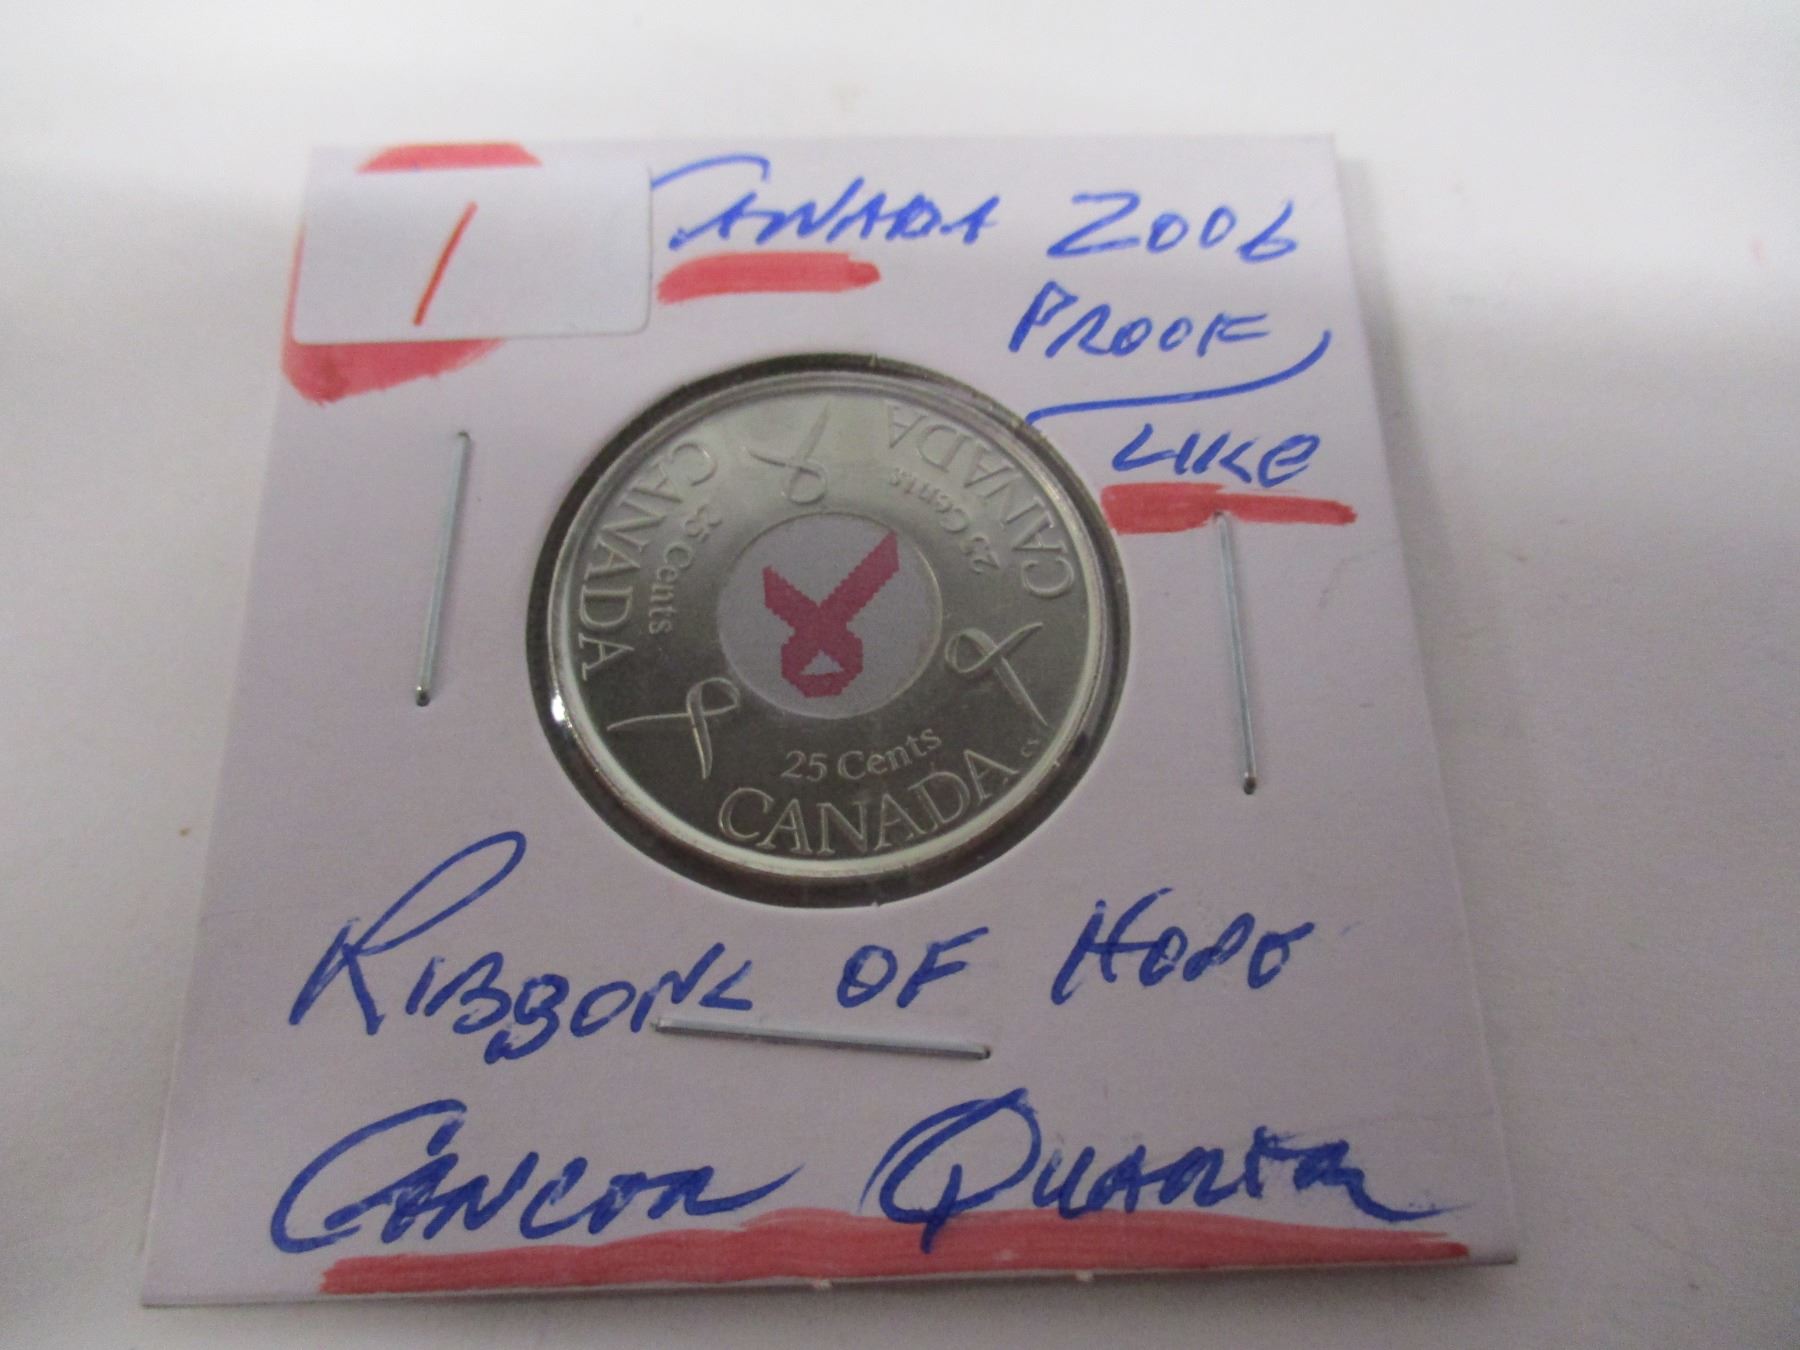 1
CANADA 2006
PROOF
LIKE
CANADA
25 Cents
CANADA
25 Cents
25 Cents
CANADA
CS
RIBBONS OF HOPE
CANCER QUARTER